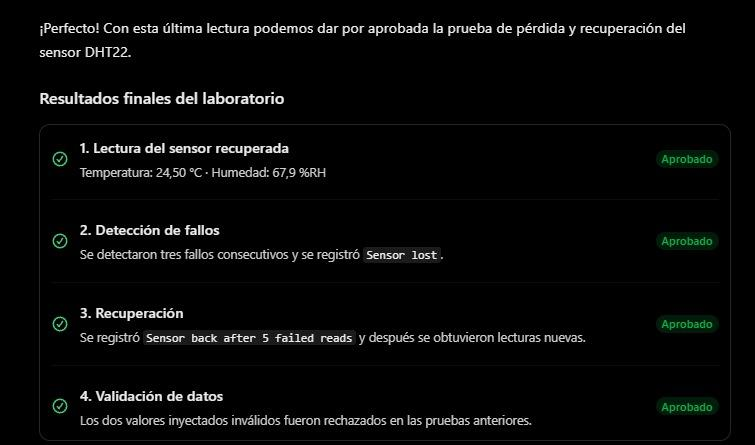 ¡Perfecto! Con esta última lectura podemos dar por aprobada la prueba de pérdida y recuperación del
sensor DHT22.
Resultados finales del laboratorio
1. Lectura del sensor recuperada
Temperatura: 24,50 °C · Humedad: 67,9 %RH
Aprobado
2. Detección de fallos
Se detectaron tres fallos consecutivos y se registró Sensor lost.
Aprobado
3. Recuperación
Se registró Sensor back after 5 failed reads y después se obtuvieron lecturas nuevas.
Aprobado
4. Validación de datos
Los dos valores inyectados inválidos fueron rechazados en las pruebas anteriores.
Aprobado